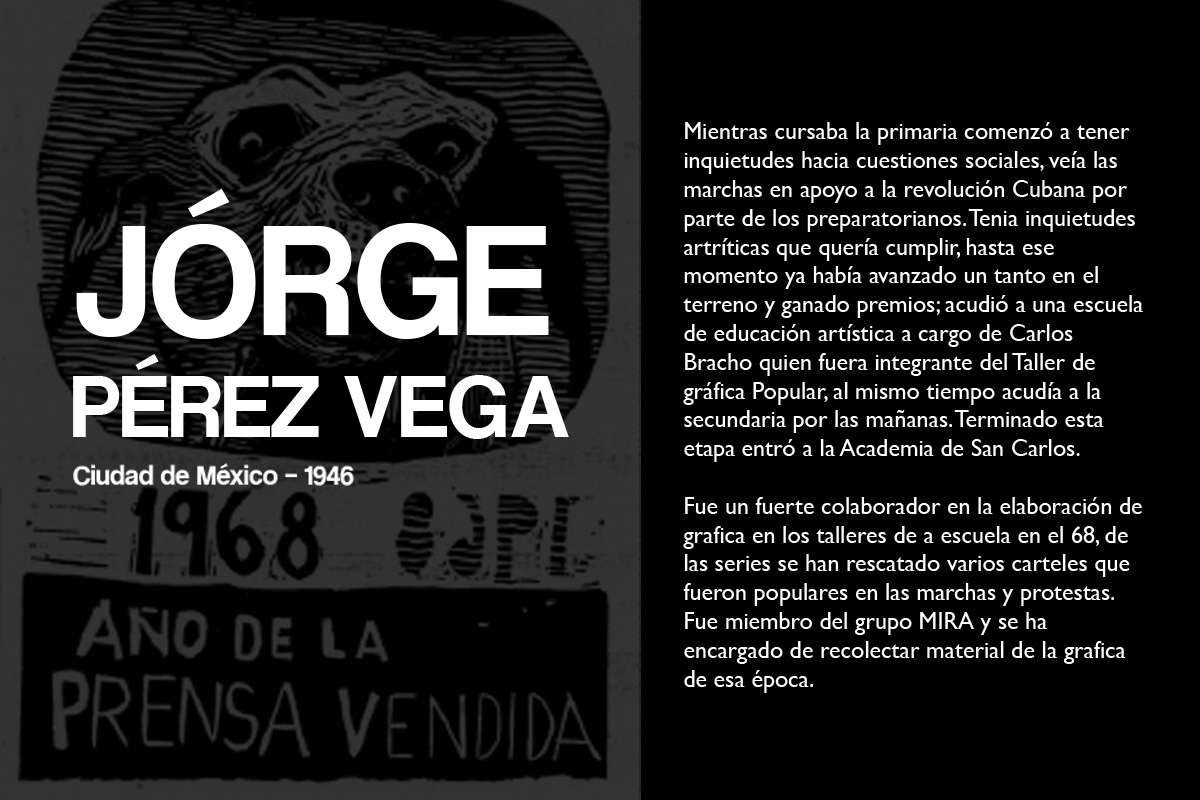 JÓRGE
PÉREZ VEGA
Ciudad de México – 1946
1968
AÑO DE LA
PRENSA VENDIDA
Mientras cursaba la primaria comenzó a tener
inquietudes hacia cuestiones sociales, veía las
marchas en apoyo a la revolución Cubana por
parte de los preparatorianos. Tenia inquietudes
artríticas que quería cumplir, hasta ese
momento ya había avanzado un tanto en el
terreno y ganado premios; acudió a una escuela
de educación artística a cargo de Carlos
Bracho quien fuera integrante del Taller de
gráfica Popular, al mismo tiempo acudía a la
secundaria por las mañanas. Terminado esta
etapa entró a la Academia de San Carlos.
Fue un fuerte colaborador en la elaboración de
grafica en los talleres de a escuela en el 68, de
las series se han rescatado varios carteles que
fueron populares en las marchas y protestas.
Fue miembro del grupo MIRA y se ha
encargado de recolectar material de la grafica
de esa época.